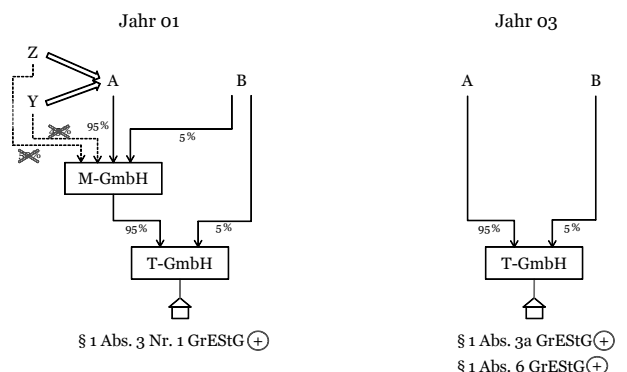 Jahr 01
Jahr 03
Z
A
B
A
B
Y
95%
5%
M-GmbH
95%
5%
95%
5%
T-GmbH
T-GmbH
§ 1 Abs. 3 Nr. 1 GrEStG +
§ 1 Abs. 3a GrEStG +
§ 1 Abs. 6 GrEStG +